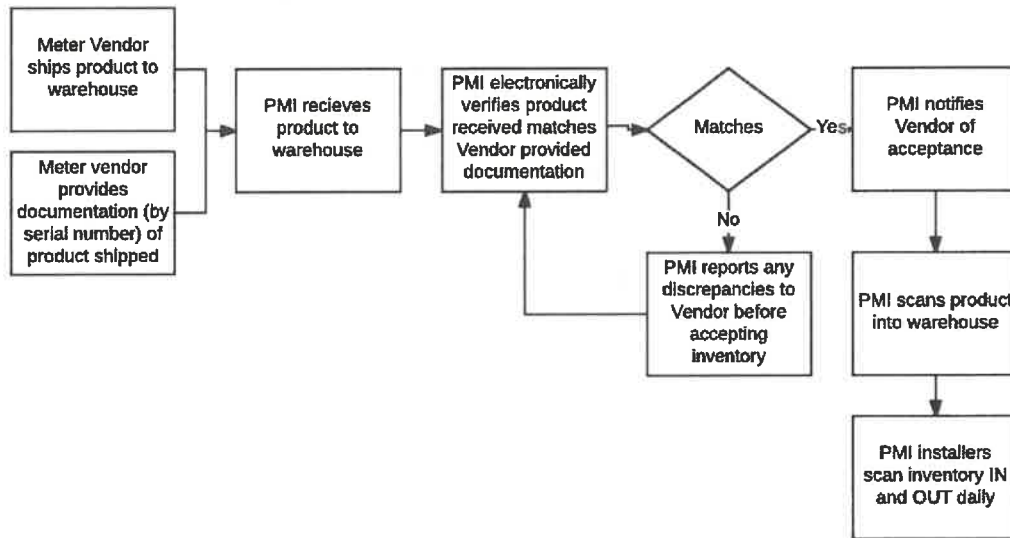 Meter Vendor
ships product to
warehouse
Meter vendor
provides
documentation (by
serial number) of
product shipped
PMI recieves
product to
warehouse
PMI electronically
verifies product
received matches
Vendor provided
documentation
Matches
Yes
No
PMI reports any
discrepancies to
Vendor before
accepting
inventory
PMI notifies
Vendor of
acceptance
PMI scans product
into warehouse
PMI installers
scan inventory IN
and OUT daily